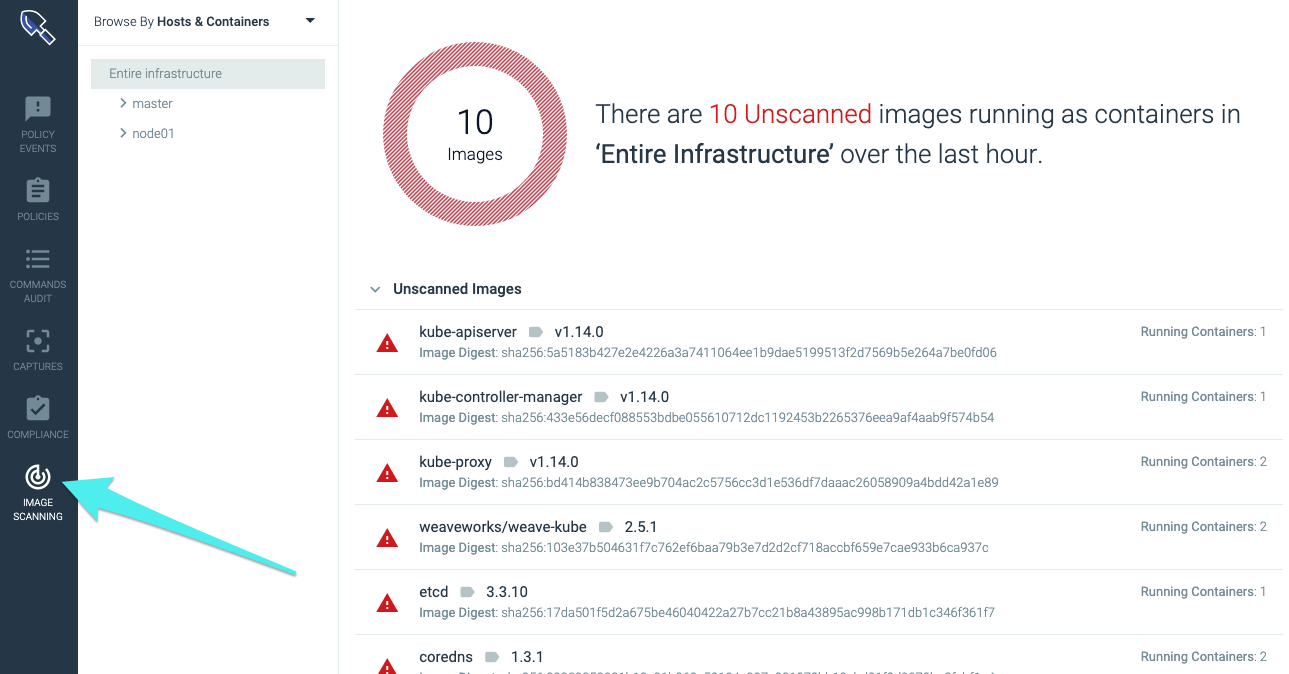 Browse By Hosts & Containers
Entire infrastructure
master
node01
POLICY
EVENTS
POLICIES
COMMANDS
AUDIT
CAPTURES
COMPLIANCE
IMAGE
SCANNING
10
Images
There are 10 Unscanned images running as containers in
‘Entire Infrastructure’ over the last hour.
Unscanned Images
kube-apiserver v1.14.0 Running Containers: 1
Image Digest: sha256:5a5183b427e2e4226a3a7411064ee1b9dae5199513f2d7569b5e264a7be0fd06
kube-controller-manager v1.14.0 Running Containers: 1
Image Digest: sha256:433e56decf088553bdbe055610712dc1192453b2265376eea9af4aab9f574b54
kube-proxy v1.14.0 Running Containers: 2
Image Digest: sha256:bd414b838473ee9b704ac2c5756cc3d1e536df7daaac26058909a4bdd42a1e89
weaveworks/weave-kube 2.5.1 Running Containers: 2
Image Digest: sha256:103e37b504631f7c762ef6baa79b3e7d2d2cf718accbf659e7cae933b6ca937c
etcd 3.3.10 Running Containers: 1
Image Digest: sha256:17da501f5d2a675be46040422a27b7cc21b8a43895ac998b171db1c346f361f7
coredns 1.3.1 Running Containers: 2